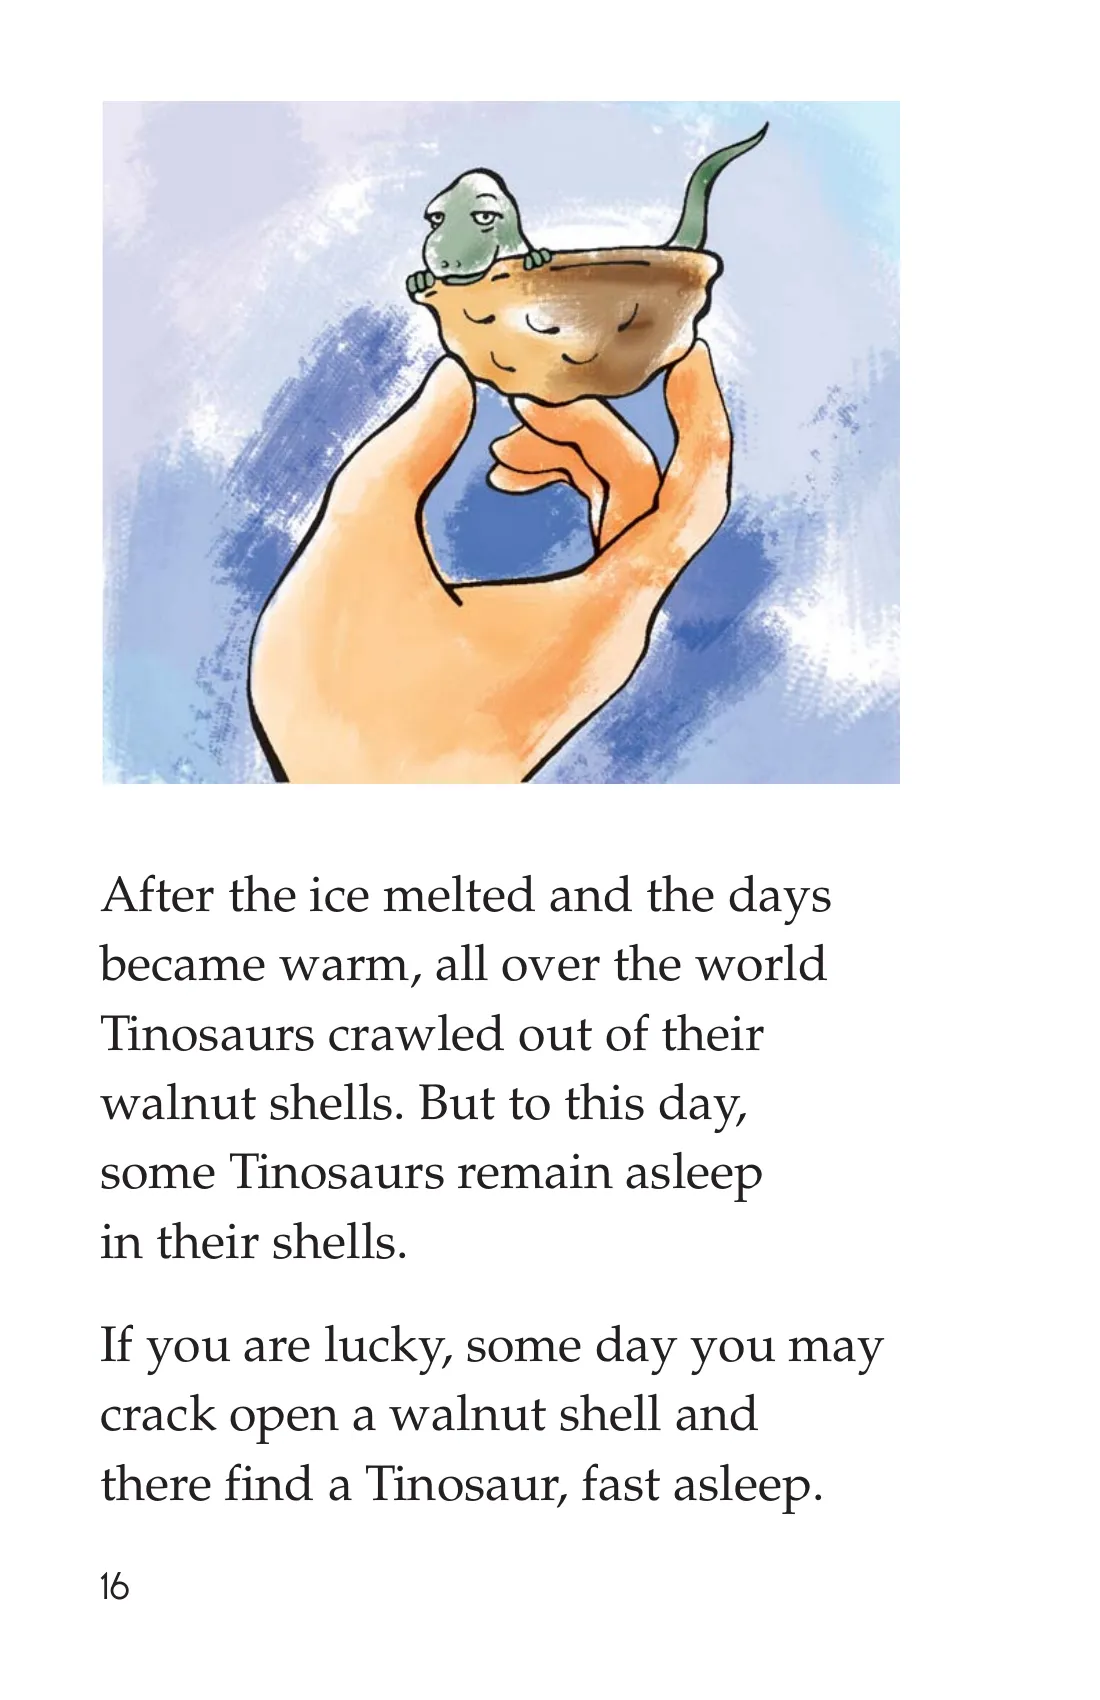 After the ice melted and the days
became warm, all over the world
Tinosaurs crawled out of their
walnut shells. But to this day,
some Tinosaurs remain asleep
in their shells.
If you are lucky, some day you may
crack open a walnut shell and
there find a Tinosaur, fast asleep.
16